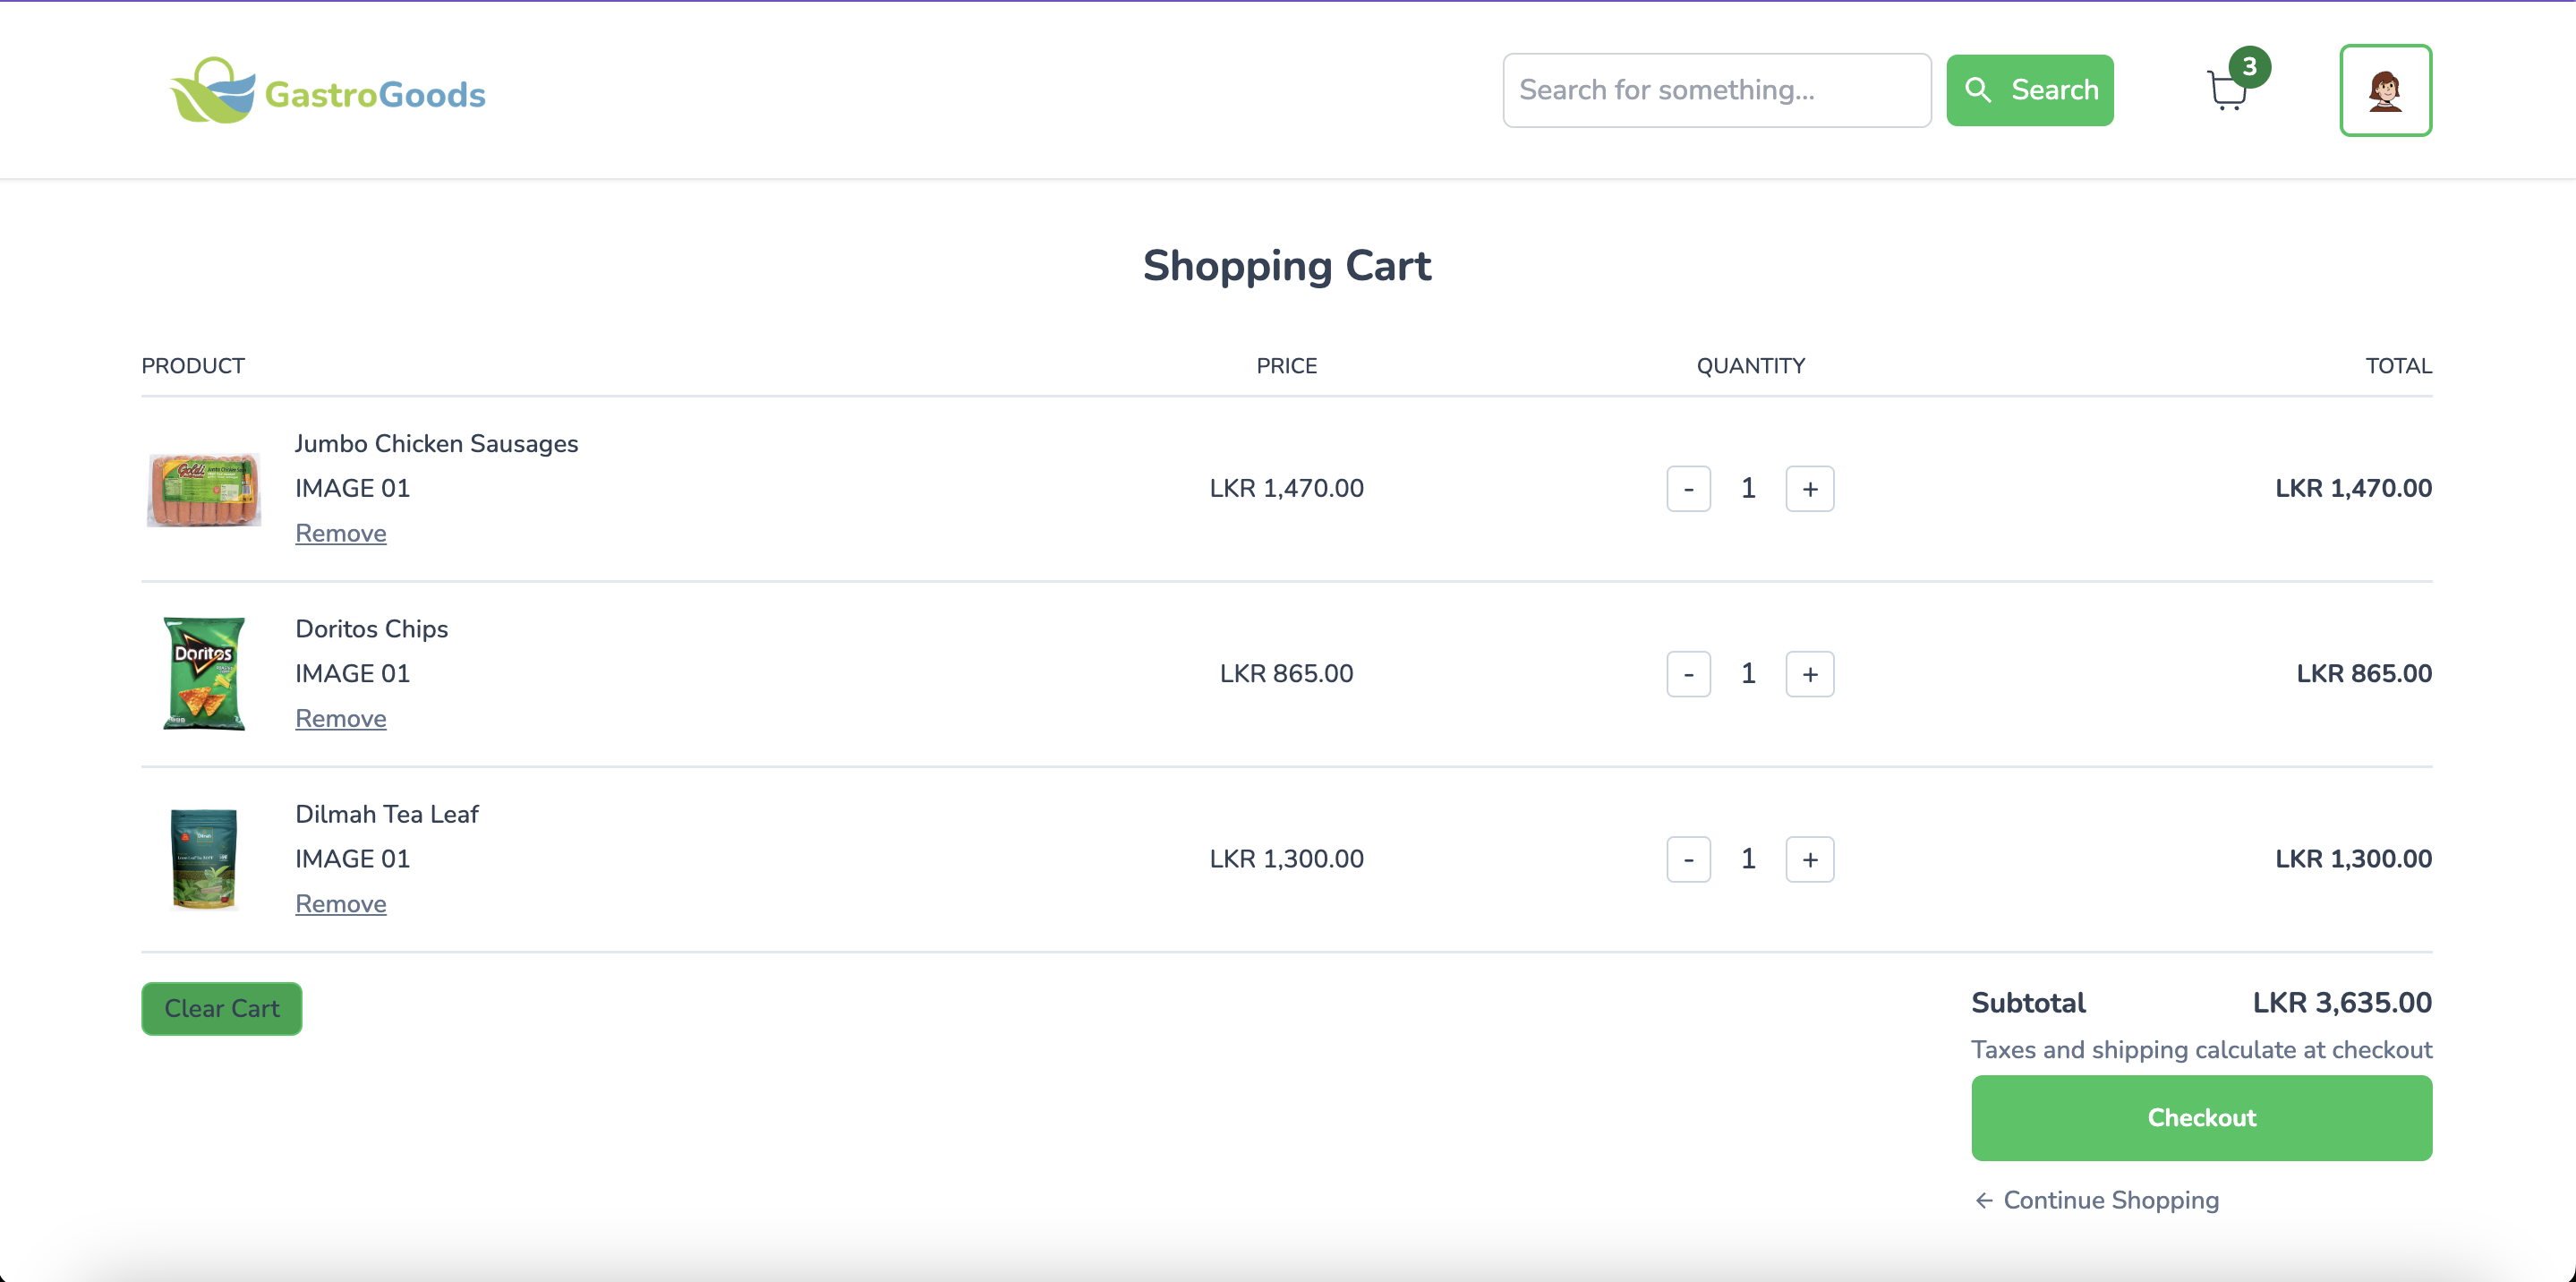 GastroGoods
Search for something...
Search
3
Shopping Cart
PRODUCT PRICE QUANTITY TOTAL
Jumbo Chicken Sausages
IMAGE 01
Remove
Goldi
LKR 1,470.00 - 1 + LKR 1,470.00
Doritos Chips
IMAGE 01
Remove
Doritos
LKR 865.00 - 1 + LKR 865.00
Dilmah Tea Leaf
IMAGE 01
Remove
LKR 1,300.00 - 1 + LKR 1,300.00
Clear Cart
Subtotal LKR 3,635.00
Taxes and shipping calculate at checkout
Checkout
← Continue Shopping